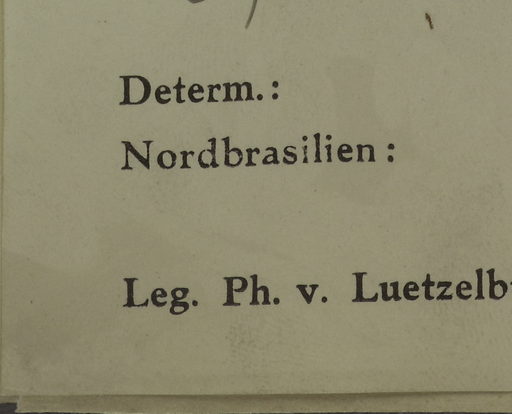 Determ.:
Nordbrasilien:
Leg. Ph. v. Luetzelb